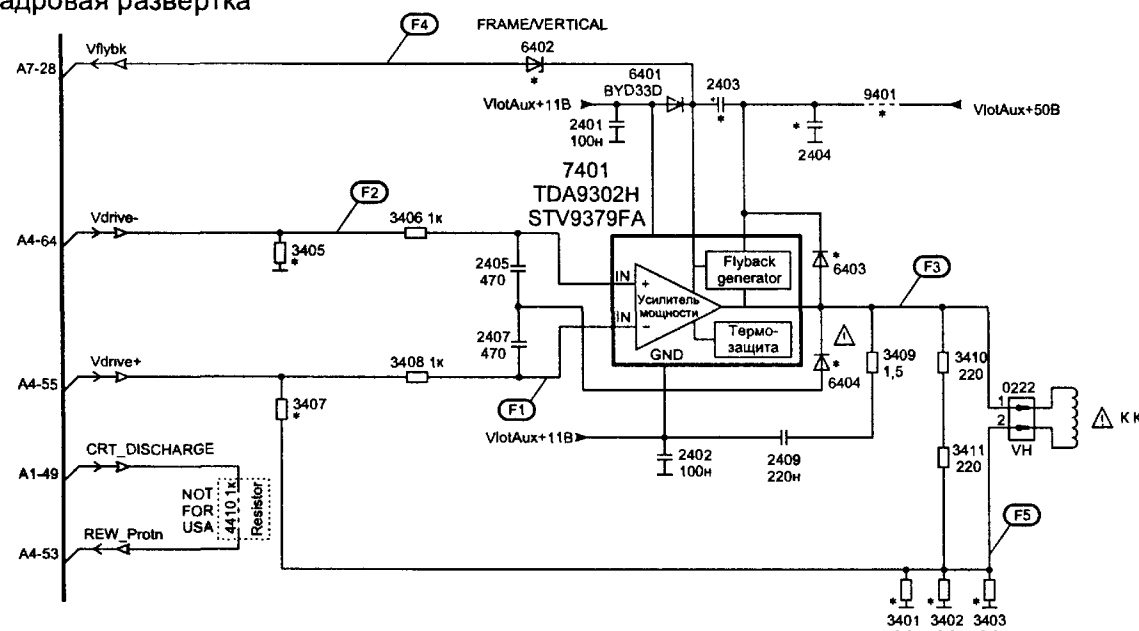 адровая развертка
F4
FRAME/VERTICAL
Vflybk
6402
*
A7-28
6401
BYD33D
2403
*
9401
*
VlotAux+11В
VlotAux+50В
2401
100н
*
2404
7401
TDA9302H
STV9379FA
F2
Vdrive-
3406 1к
A4-64
3405
*
2405
470
IN
+
Flyback
generator
*
6403
F3
Усилитель
мощности
IN
−
Термо-
защита
2407
470
GND
*
6404
3409
1,5
3410
220
Vdrive+
3408 1к
A4-55
0222
1
2
VH
К К
3407
*
F1
VlotAux+11В
CRT_DISCHARGE
2402
100н
2409
220н
3411
220
A1-49
NOT
FOR
USA
4410 1к
Resistor
REW_Protn
F5
A4-53
*
*
*
3401
3402
3403